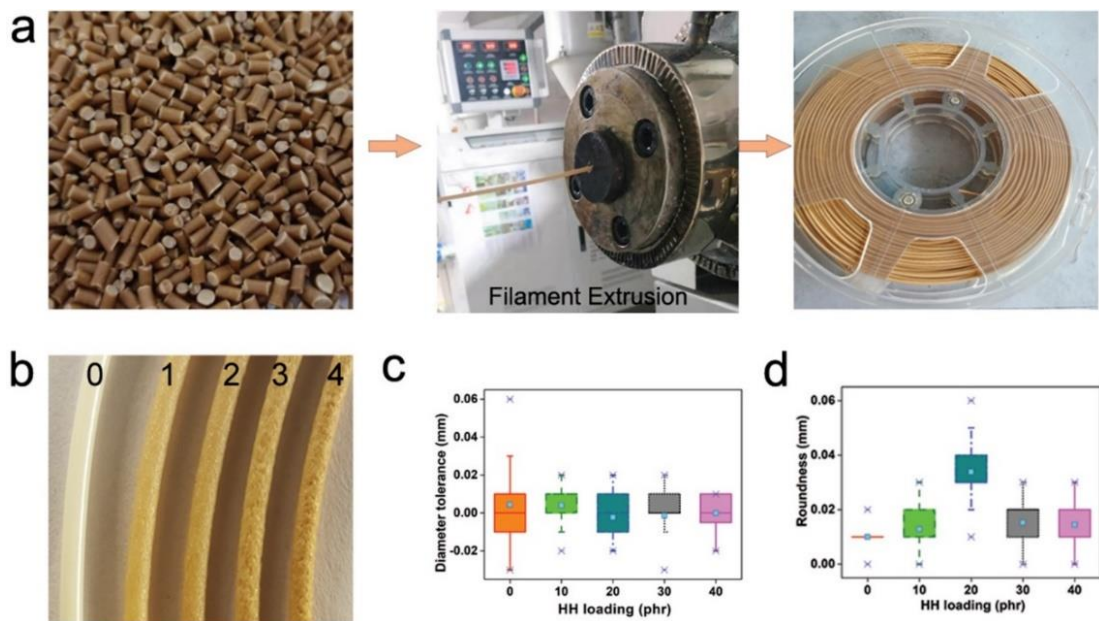 a
Filament Extrusion
b
0 1 2 3 4
c
Diameter tolerance (mm)
0.06
0.04
0.02
0.00
-0.02
0 10 20 30 40
HH loading (phr)
d
Roundness (mm)
0.06
0.04
0.02
0.00
0 10 20 30 40
HH loading (phr)